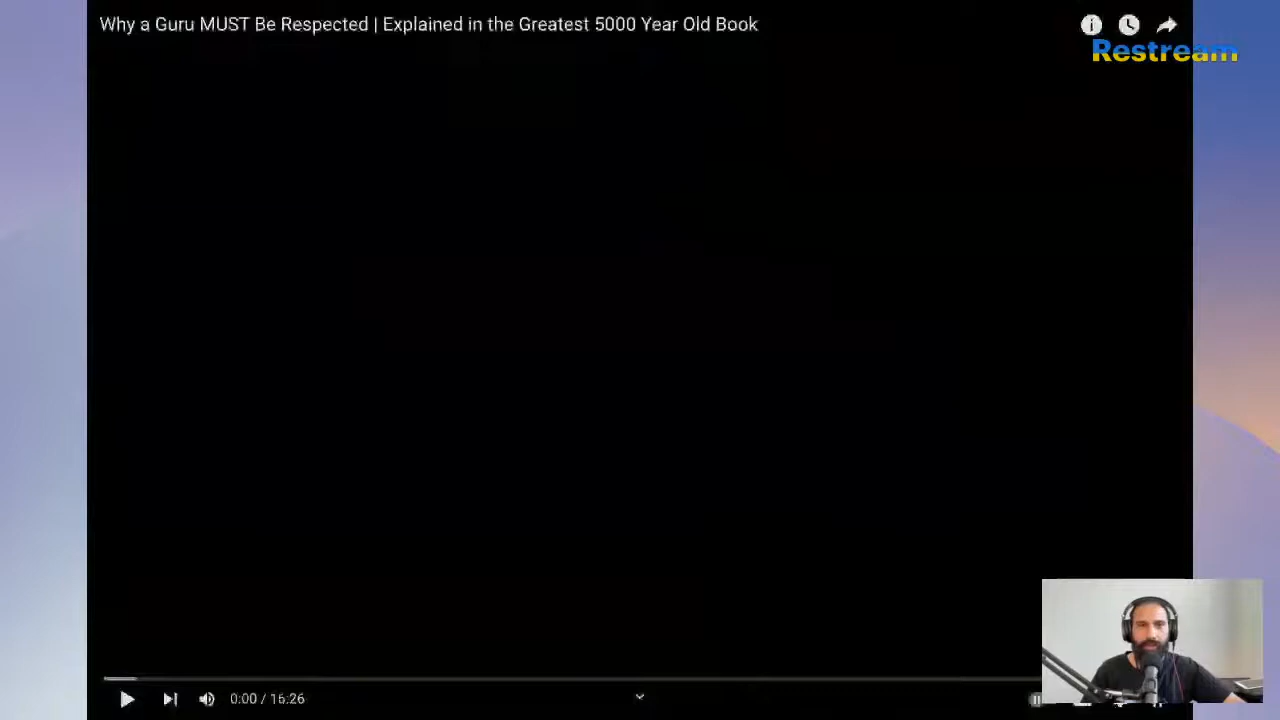 Why a Guru MUST Be Respected | Explained in the Greatest 5000 Year Old Book
Restream
0:00 / 16:26